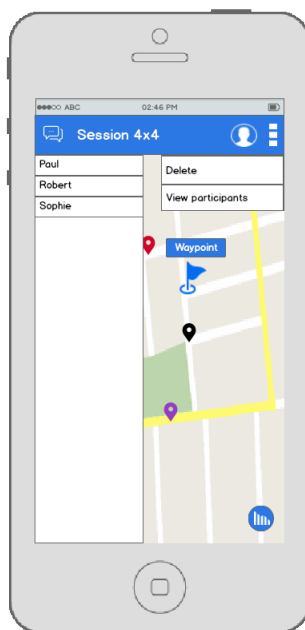 ABC 02:46 PM
Session 4x4
Paul
Robert
Sophie
Delete
View participants
Waypoint